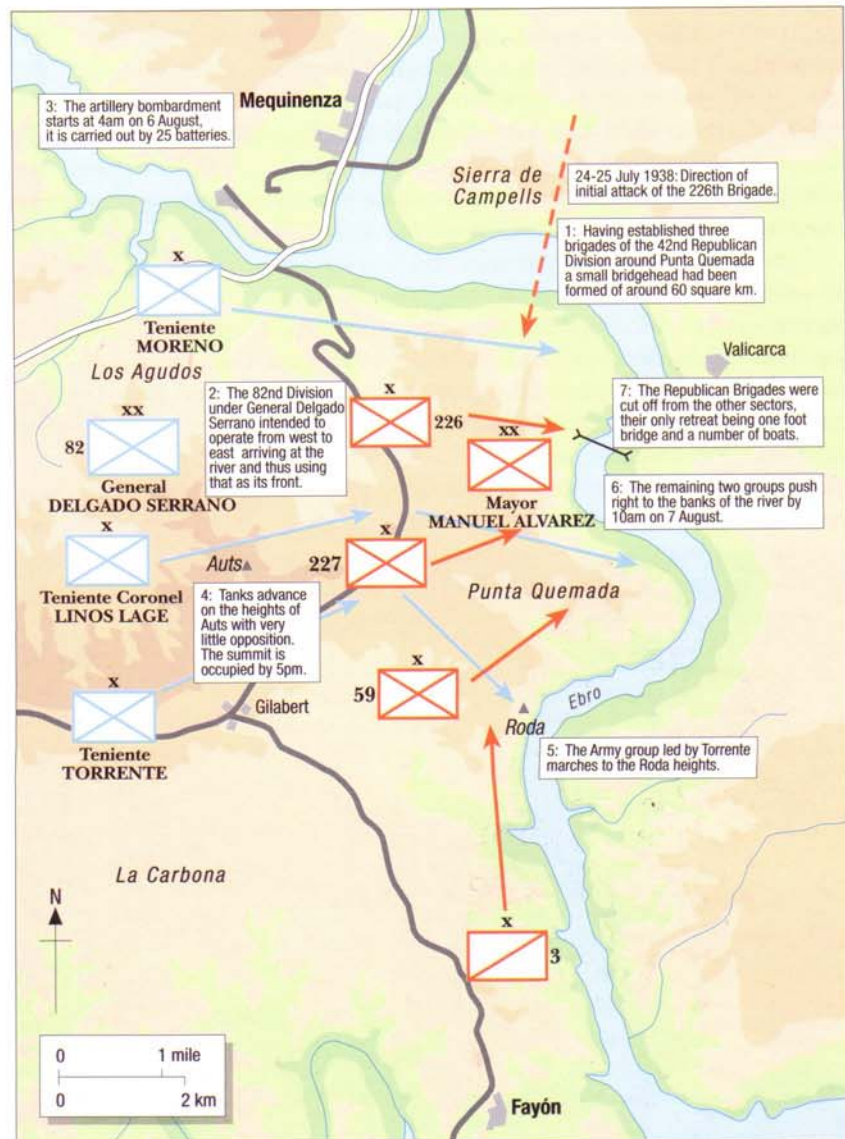 3: The artillery bombardment
starts at 4am on 6 August,
it is carried out by 25 batteries.
Mequinenza
Sierra de
Campells
24-25 July 1938: Direction of
initial attack of the 226th Brigade.
1: Having established three
brigades of the 42nd Republican
Division around Punta Quemada
a small bridgehead had been
formed of around 60 square km.
x
Teniente
MORENO
Valicarca
Los Agudos
2: The 82nd Division
under General Delgado
Serrano intended to
operate from west to
east arriving at the
river and thus using
that as its front.
x
226
7: The Republican Brigades were
cut off from the other sectors,
their only retreat being one foot
bridge and a number of boats.
xx
82
General
DELGADO SERRANO
xx
Mayor
MANUEL ALVAREZ
6: The remaining two groups push
right to the banks of the river by
10am on 7 August.
x
Teniente Coronel
LINOS LAGE
Auts
x
227
Punta Quemada
4: Tanks advance
on the heights of
Auts with very
little opposition.
The summit is
occupied by 5pm.
x
59
x
Teniente
TORRENTE
Gilabert
Ebro
Roda
5: The Army group led by Torrente
marches to the Roda heights.
La Carbona
x
3
N
0 1 mile
0 2 km
Fayón